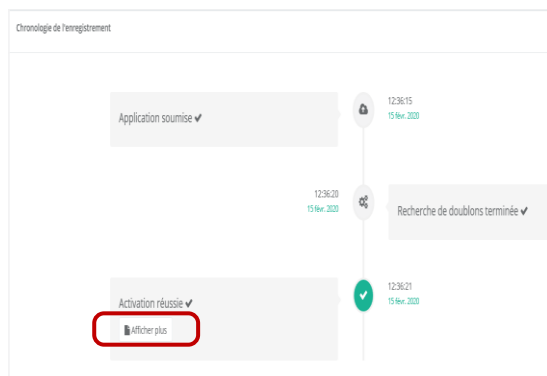 Chronologie de l'enregistrement
Application soumise ✔
12:36:15
15 févr. 2020
12:36:20
15 févr. 2020
Recherche de doublons terminée ✔
Activation réussie ✔
Afficher plus
12:36:21
15 févr. 2020